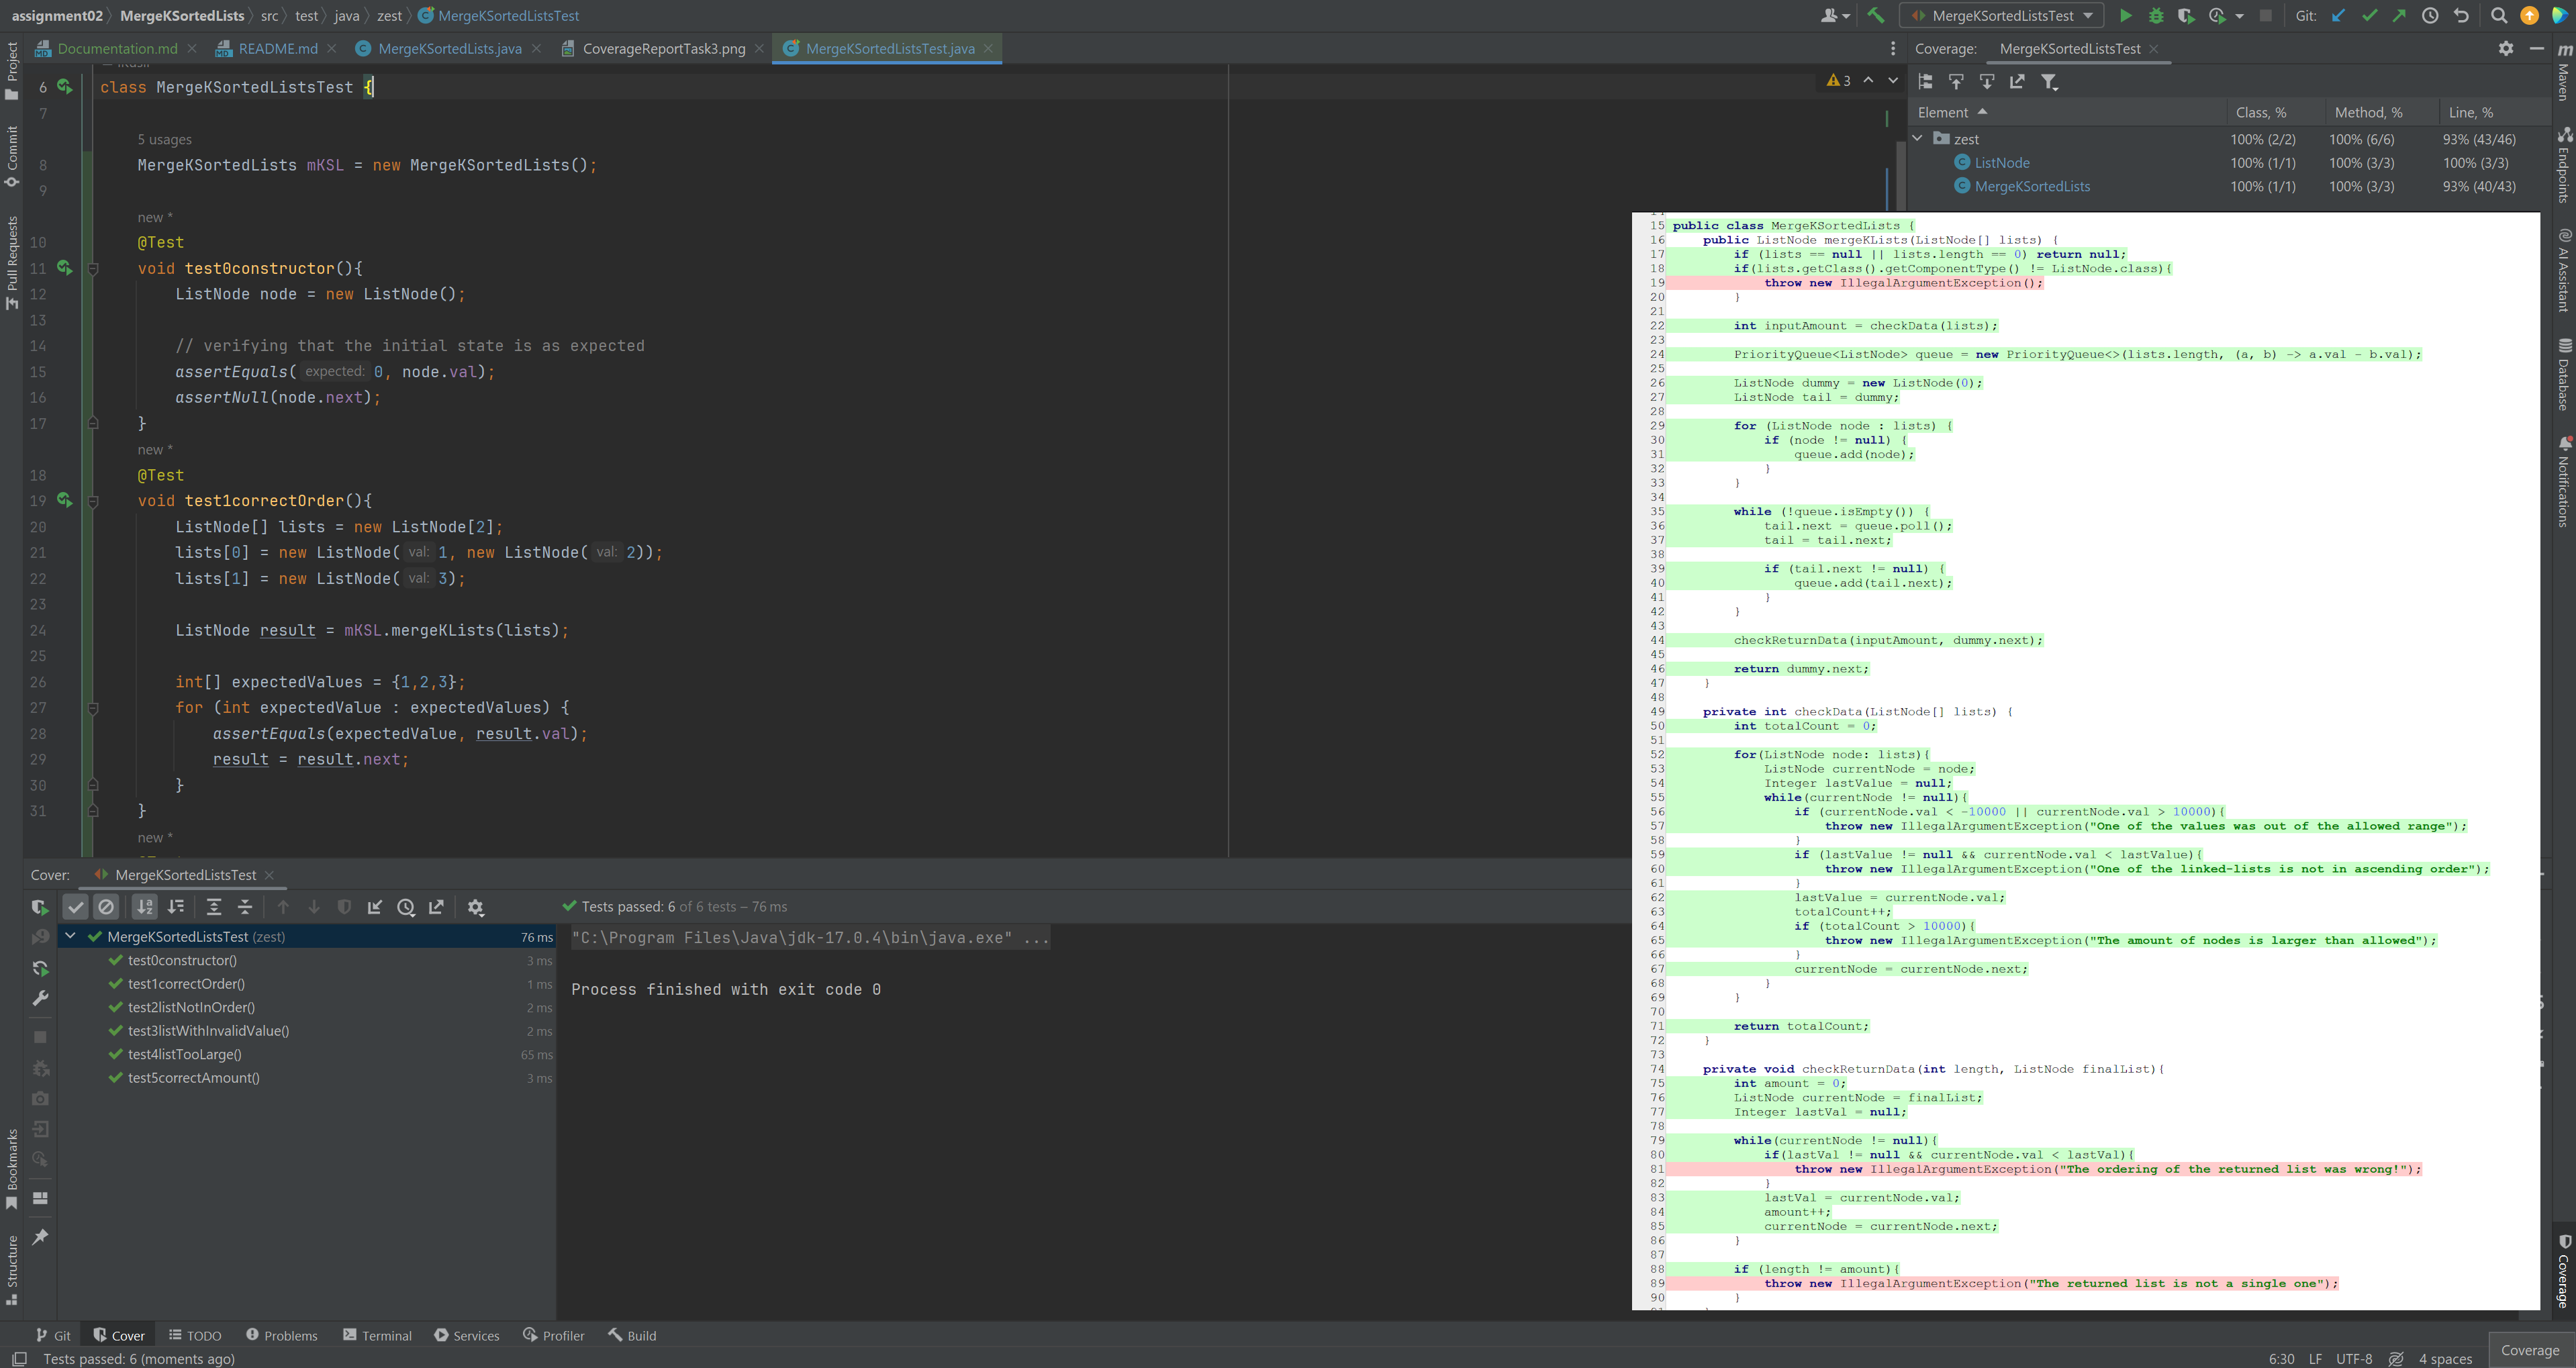 assignment02 MergeKSortedLists src test java zest MergeKSortedListsTest
MergeKSortedListsTest Git:
Documentation.md README.md MergeKSortedLists.java CoverageReportTask3.png MergeKSortedListsTest.java
Coverage: MergeKSortedListsTest
Project
Commit
Pull Requests
Bookmarks
Structure
6 class MergeKSortedListsTest {
3
7
5 usages
8 MergeKSortedLists mKSL = new MergeKSortedLists();
9
new *
10 @Test
11 void test0constructor(){
12 ListNode node = new ListNode();
13
14 // verifying that the initial state is as expected
15 assertEquals( expected: 0, node.val);
16 assertNull(node.next);
17 }
new *
18 @Test
19 void test1correctOrder(){
20 ListNode[] lists = new ListNode[2];
21 lists[0] = new ListNode( val: 1, new ListNode( val: 2));
22 lists[1] = new ListNode( val: 3);
23
24 ListNode result = mKSL.mergeKLists(lists);
25
26 int[] expectedValues = {1,2,3};
27 for (int expectedValue : expectedValues) {
28 assertEquals(expectedValue, result.val);
29 result = result.next;
30 }
31 }
new *
Element Class, % Method, % Line, %
zest 100% (2/2) 100% (6/6) 93% (43/46)
ListNode 100% (1/1) 100% (3/3) 100% (3/3)
MergeKSortedLists 100% (1/1) 100% (3/3) 93% (40/43)
15 public class MergeKSortedLists {
16 public ListNode mergeKLists(ListNode[] lists) {
17 if (lists == null || lists.length == 0) return null;
18 if(lists.getClass().getComponentType() != ListNode.class){
19 throw new IllegalArgumentException();
20 }
21
22 int inputAmount = checkData(lists);
23
24 PriorityQueue<ListNode> queue = new PriorityQueue<>(lists.length, (a, b) -> a.val - b.val);
25
26 ListNode dummy = new ListNode(0);
27 ListNode tail = dummy;
28
29 for (ListNode node : lists) {
30 if (node != null) {
31 queue.add(node);
32 }
33 }
34
35 while (!queue.isEmpty()) {
36 tail.next = queue.poll();
37 tail = tail.next;
38
39 if (tail.next != null) {
40 queue.add(tail.next);
41 }
42 }
43
44 checkReturnData(inputAmount, dummy.next);
45
46 return dummy.next;
47 }
48
49 private int checkData(ListNode[] lists) {
50 int totalCount = 0;
51
52 for(ListNode node: lists){
53 ListNode currentNode = node;
54 Integer lastValue = null;
55 while(currentNode != null){
56 if (currentNode.val < -10000 || currentNode.val > 10000){
57 throw new IllegalArgumentException("One of the values was out of the allowed range");
58 }
59 if (lastValue != null && currentNode.val < lastValue){
60 throw new IllegalArgumentException("One of the linked-lists is not in ascending order");
61 }
62 lastValue = currentNode.val;
63 totalCount++;
64 if (totalCount > 10000){
65 throw new IllegalArgumentException("The amount of nodes is larger than allowed");
66 }
67 currentNode = currentNode.next;
68 }
69 }
70
71 return totalCount;
72 }
73
74 private void checkReturnData(int length, ListNode finalList){
75 int amount = 0;
76 ListNode currentNode = finalList;
77 Integer lastVal = null;
78
79 while(currentNode != null){
80 if(lastVal != null && currentNode.val < lastVal){
81 throw new IllegalArgumentException("The ordering of the returned list was wrong!");
82 }
83 lastVal = currentNode.val;
84 amount++;
85 currentNode = currentNode.next;
86 }
87
88 if (length != amount){
89 throw new IllegalArgumentException("The returned list is not a single one");
90 }
Maven
Endpoints
AI Assistant
Database
Notifications
Coverage
Cover: MergeKSortedListsTest
Tests passed: 6 of 6 tests – 76 ms
MergeKSortedListsTest (zest) 76 ms
test0constructor() 3 ms
test1correctOrder() 1 ms
test2listNotInOrder() 2 ms
test3listWithInvalidValue() 2 ms
test4listTooLarge() 65 ms
test5correctAmount() 3 ms
"C:\Program Files\Java\jdk-17.0.4\bin\java.exe" ...
Process finished with exit code 0
Git Cover TODO Problems Terminal Services Profiler Build
Tests passed: 6 (moments ago)
6:30 LF UTF-8 4 spaces
Coverage